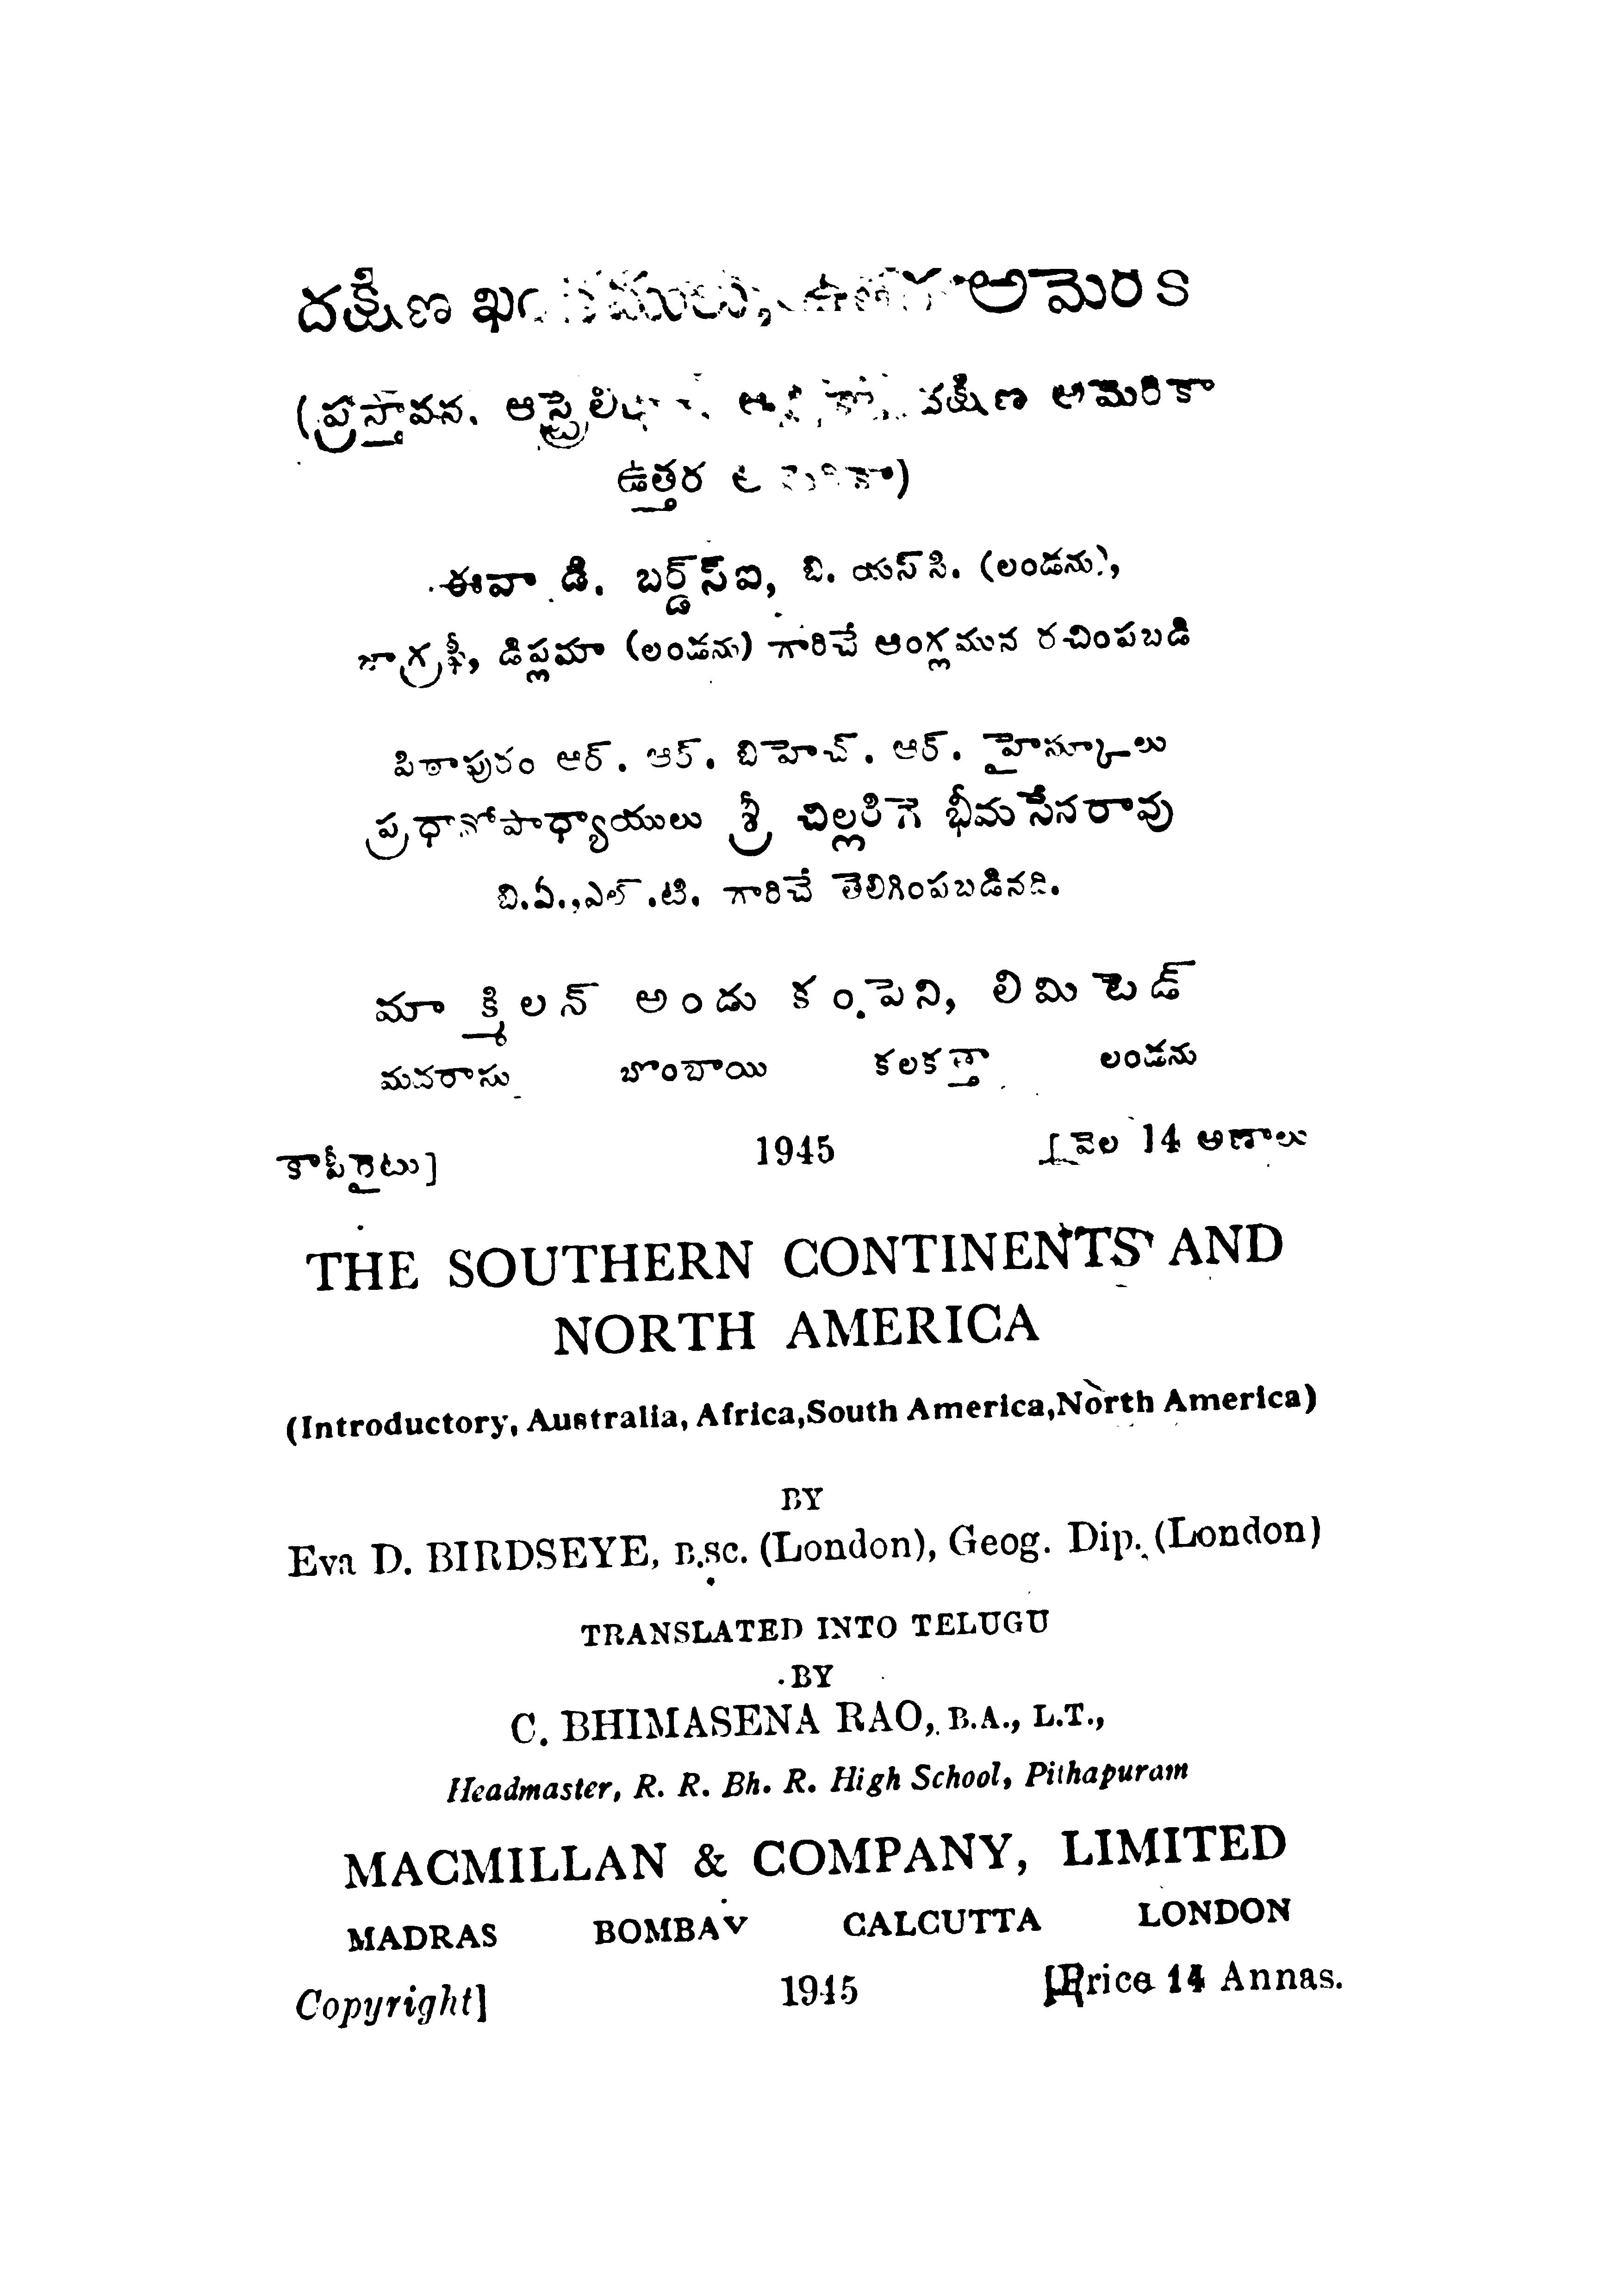 దక్షిణ
(ప్రస్తావన, దక్షిణ అమెరికా
ఉత్తర
ఈవా డి. బర్డ్స్ఐ, బి. యస్‌సి. (లండను),
జాగ్రఫీ, డిప్లమా (లండను) గారిచే ఆంగ్లమున రచింపబడి
పిఠాపురం ఆర్. ఆర్. బిహెచ్. ఆర్. హైస్కూలు
ప్రధానోపాధ్యాయులు శ్రీ చిల్లరిగె భీమసేనరావు
బి.ఏ.,ఎల్.టి. గారిచే తెలిగింపబడినది.
మాక్మిలన్ అండు కంపెని, లిమిటెడ్
మదరాసు బొంబాయి కలకత్తా లండను
కాపీరైటు] 1945 [వెల 14 అణాలు
THE SOUTHERN CONTINENTS AND
NORTH AMERICA
(Introductory, Australia, Africa,South America,North America)
BY
Eva D. BIRDSEYE, B.SC. (London), Geog. Dip. (London)
TRANSLATED INTO TELUGU
BY
C. BHIMASENA RAO, B.A., L.T.,
Headmaster, R. R. Bh. R. High School, Pithapuram
MACMILLAN & COMPANY, LIMITED
MADRAS BOMBAY CALCUTTA LONDON
Copyright] 1945 [Price 14 Annas.